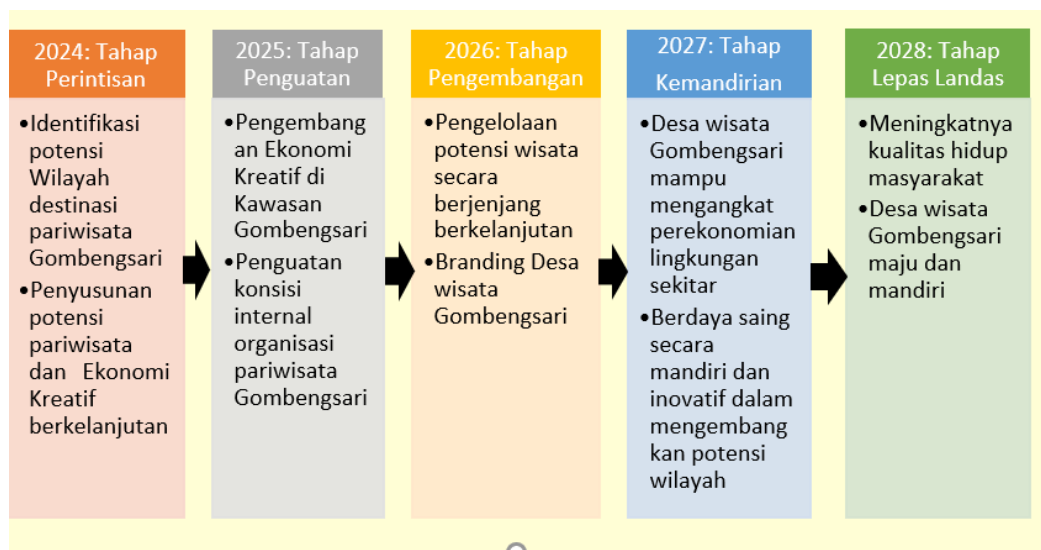 2024: Tahap
Perintisan
•Identifikasi
potensi
Wilayah
destinasi
pariwisata
Gombengsari
•Penyusunan
potensi
pariwisata
dan Ekonomi
Kreatif
berkelanjutan
2025: Tahap
Penguatan
•Pengembang
an Ekonomi
Kreatif di
Kawasan
Gombengsari
•Penguatan
konsisi
internal
organisasi
pariwisata
Gombengsari
2026: Tahap
Pengembangan
•Pengelolaan
potensi wisata
secara
berjenjang
berkelanjutan
•Branding Desa
wisata
Gombengsari
2027: Tahap
Kemandirian
•Desa wisata
Gombengsari
mampu
mengangkat
perekonomian
lingkungan
sekitar
•Berdaya saing
secara
mandiri dan
inovatif dalam
mengembang
kan potensi
wilayah
2028: Tahap
Lepas Landas
•Meningkatnya
kualitas hidup
masyarakat
•Desa wisata
Gombengsari
maju dan
mandiri